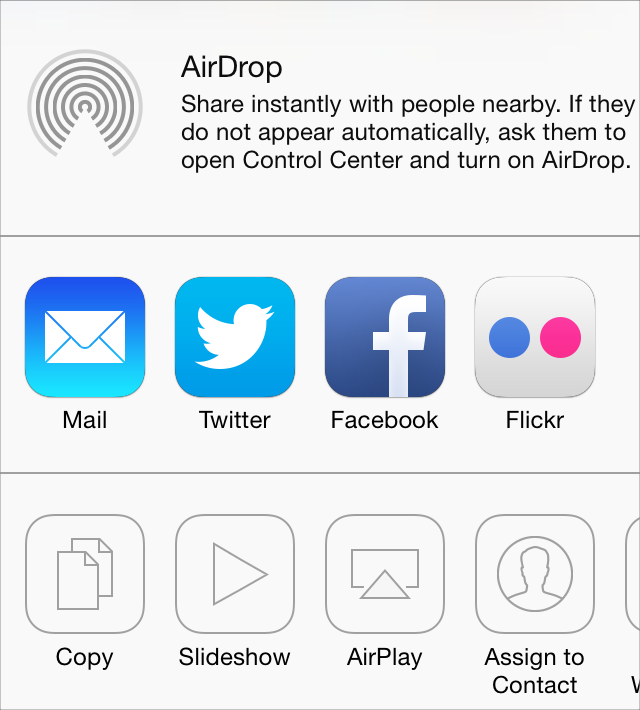 AirDrop
Share instantly with people nearby. If they
do not appear automatically, ask them to
open Control Center and turn on AirDrop.
Mail Twitter Facebook Flickr
Copy Slideshow AirPlay Assign to
Contact